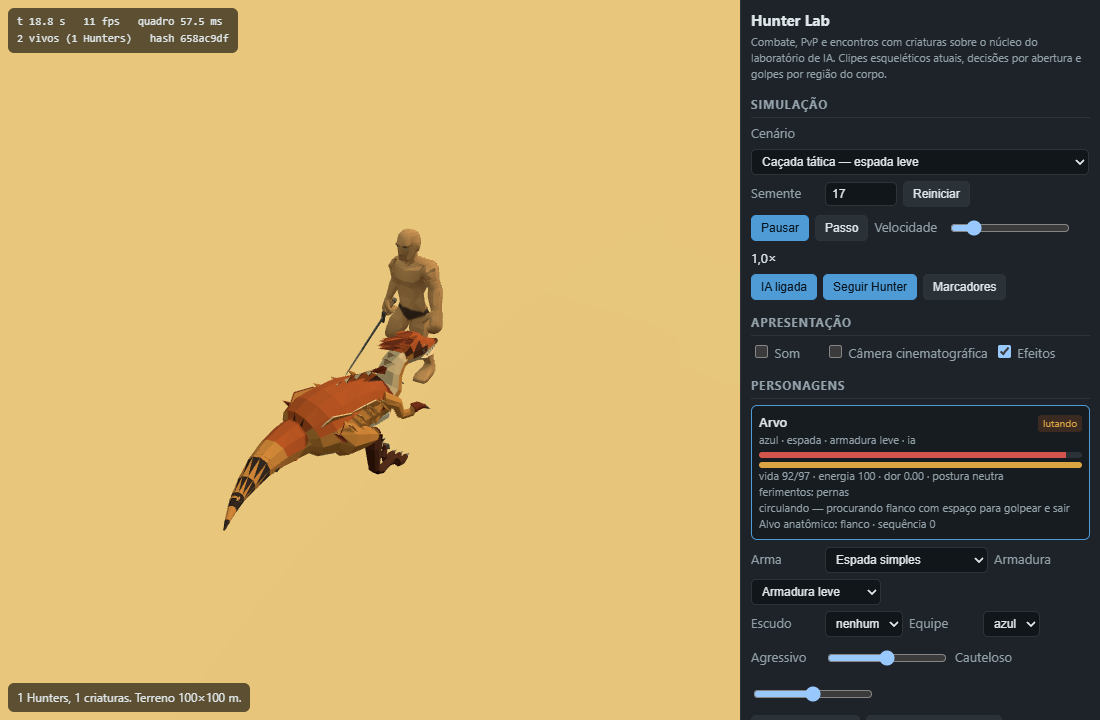 t 18.8 s   11 fps   quadro 57.5 ms
2 vivos (1 Hunters)   hash 658ac9df
1 Hunters, 1 criaturas. Terreno 100×100 m.
Hunter Lab
Combate, PvP e encontros com criaturas sobre o núcleo do
laboratório de IA. Clipes esqueléticos atuais, decisões por abertura e
golpes por região do corpo.
SIMULAÇÃO
Cenário
Caçada tática — espada leve
Semente 17 Reiniciar
Pausar Passo Velocidade
1,0×
IA ligada Seguir Hunter Marcadores
APRESENTAÇÃO
Som Câmera cinematográfica Efeitos
PERSONAGENS
Arvo lutando
azul · espada · armadura leve · ia
vida 92/97 · energia 100 · dor 0.00 · postura neutra
ferimentos: pernas
circulando — procurando flanco com espaço para golpear e sair
Alvo anatômico: flanco · sequência 0
Arma Espada simples Armadura
Armadura leve
Escudo nenhum Equipe azul
Agressivo Cauteloso